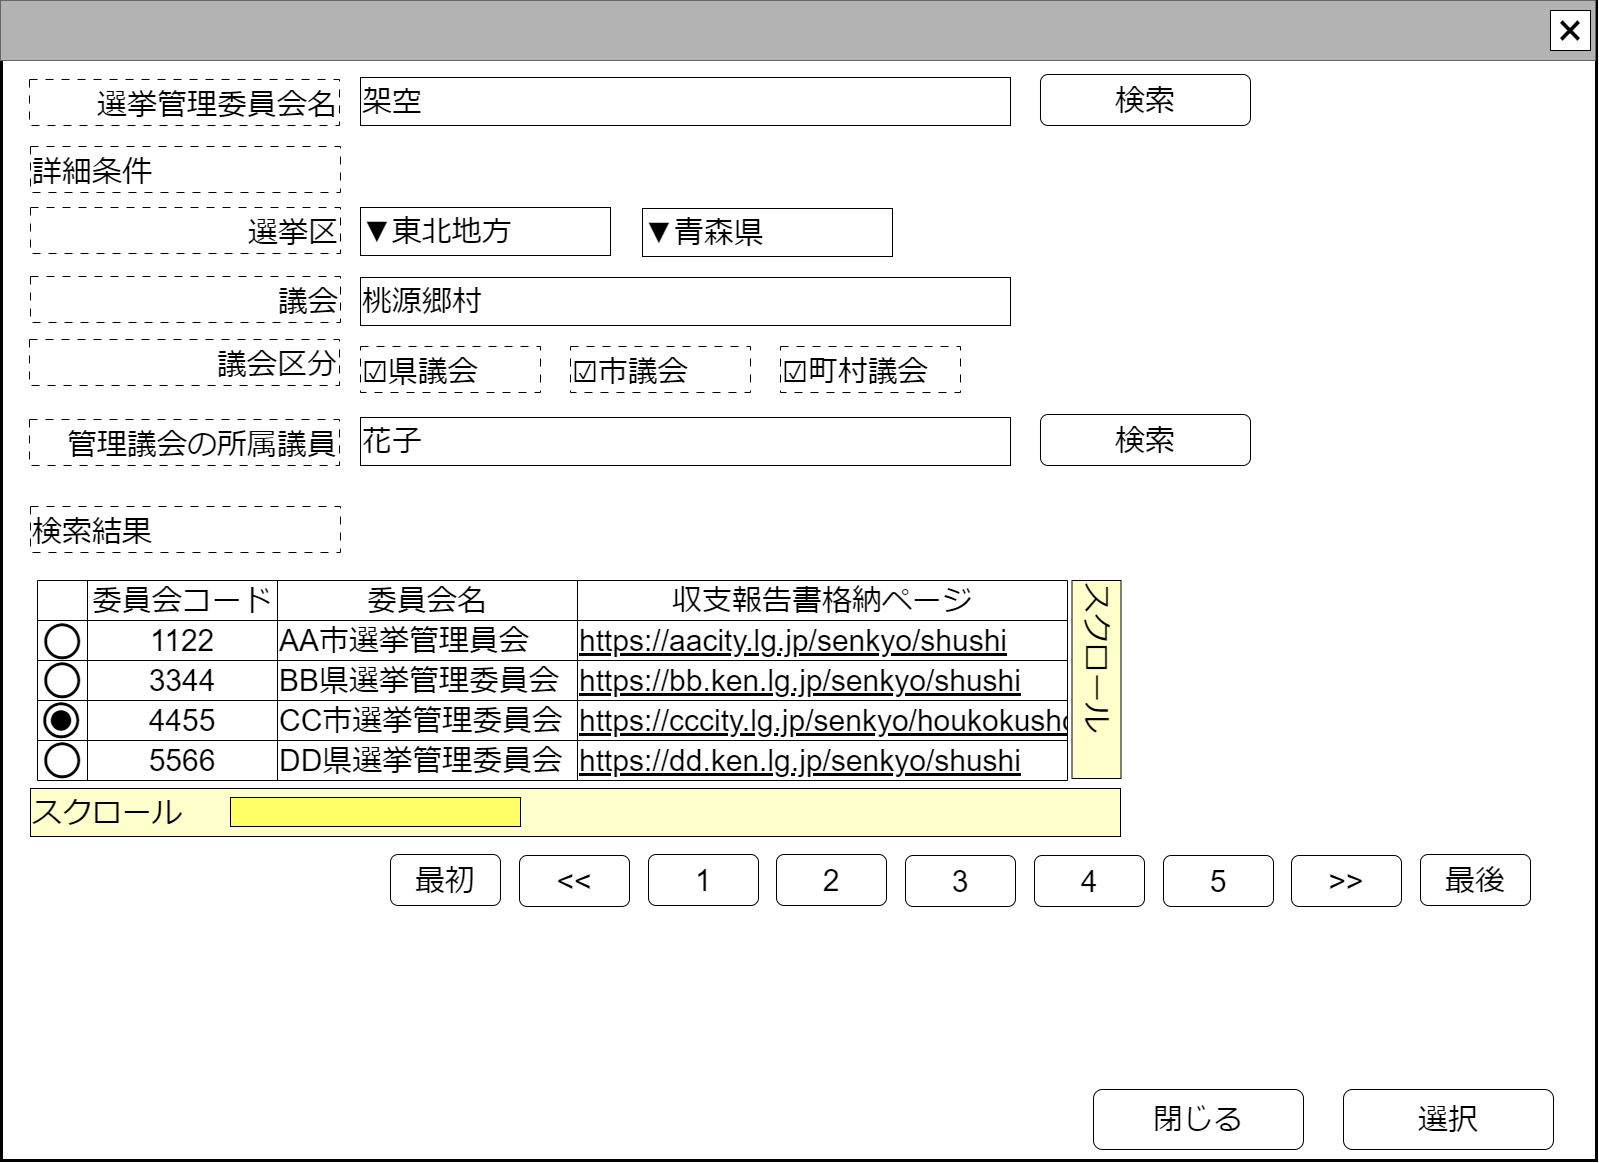 選挙管理委員会名 架空 検索
詳細条件
選挙区 ▼東北地方 ▼青森県
議会 桃源郷村
議会区分 ☑県議会 ☑市議会 ☑町村議会
管理議会の所属議員 花子 検索
検索結果
委員会コード 委員会名 収支報告書格納ページ
1122 AA市選挙管理員会 https://aacity.lg.jp/senkyo/shushi
3344 BB県選挙管理委員会 https://bb.ken.lg.jp/senkyo/shushi
4455 CC市選挙管理委員会 https://cccity.lg.jp/senkyo/houkokusho
5566 DD県選挙管理委員会 https://dd.ken.lg.jp/senkyo/shushi
スクロール
スクロール
最初 << 1 2 3 4 5 >> 最後
閉じる 選択